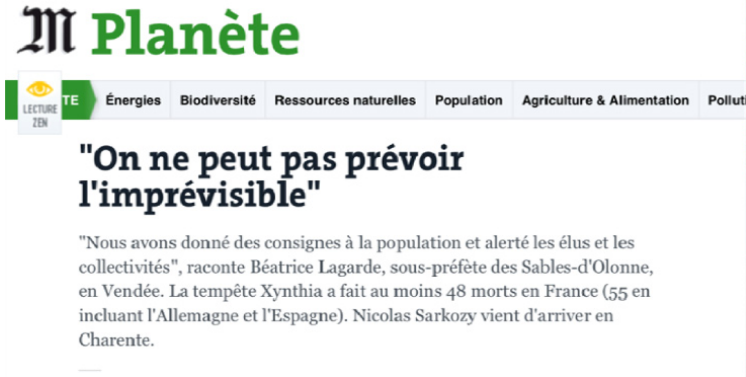 M Planète
LECTURE ZEN
TE Énergies Biodiversité Ressources naturelles Population Agriculture & Alimentation Polluti
"On ne peut pas prévoir
l'imprévisible"
"Nous avons donné des consignes à la population et alerté les élus et les
collectivités", raconte Béatrice Lagarde, sous-préfète des Sables-d'Olonne,
en Vendée. La tempête Xynthia a fait au moins 48 morts en France (55 en
incluant l'Allemagne et l'Espagne). Nicolas Sarkozy vient d'arriver en
Charente.